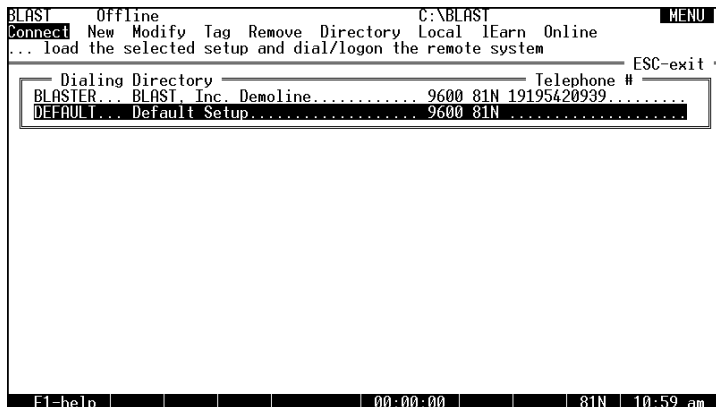 BLAST Offline C:\BLAST MENU
Connect New Modify Tag Remove Directory Local lEarn Online
... load the selected setup and dial/logon the remote system
ESC-exit
Dialing Directory Telephone #
BLASTER... BLAST, Inc. Demoline............ 9600 81N 19195420939.........
DEFAULT... Default Setup................... 9600 81N ....................
F1-help 00:00:00 81N 10:59 am